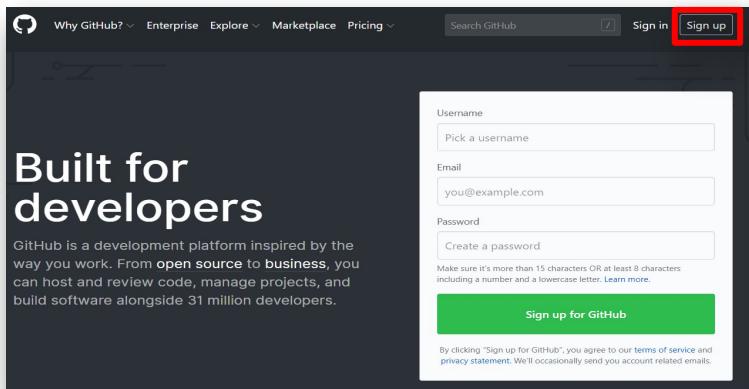 Why GitHub? Enterprise Explore Marketplace Pricing Search GitHub / Sign in Sign up
Built for
developers
GitHub is a development platform inspired by the
way you work. From open source to business, you
can host and review code, manage projects, and
build software alongside 31 million developers.
Username
Pick a username
Email
you@example.com
Password
Create a password
Make sure it's more than 15 characters OR at least 8 characters
including a number and a lowercase letter. Learn more.
Sign up for GitHub
By clicking "Sign up for GitHub", you agree to our terms of service and
privacy statement. We'll occasionally send you account related emails.